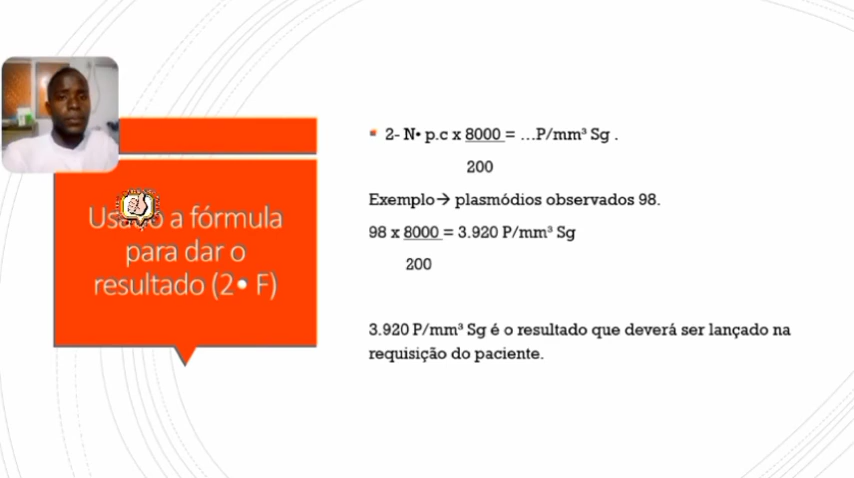 Usando a fórmula
para dar o
resultado (2• F)
2- N• p.c x 8000 = ...P/mm³ Sg .
200
Exemplo→ plasmódios observados 98.
98 x 8000 = 3.920 P/mm³ Sg
200
3.920 P/mm³ Sg é o resultado que deverá ser lançado na
requisição do paciente.